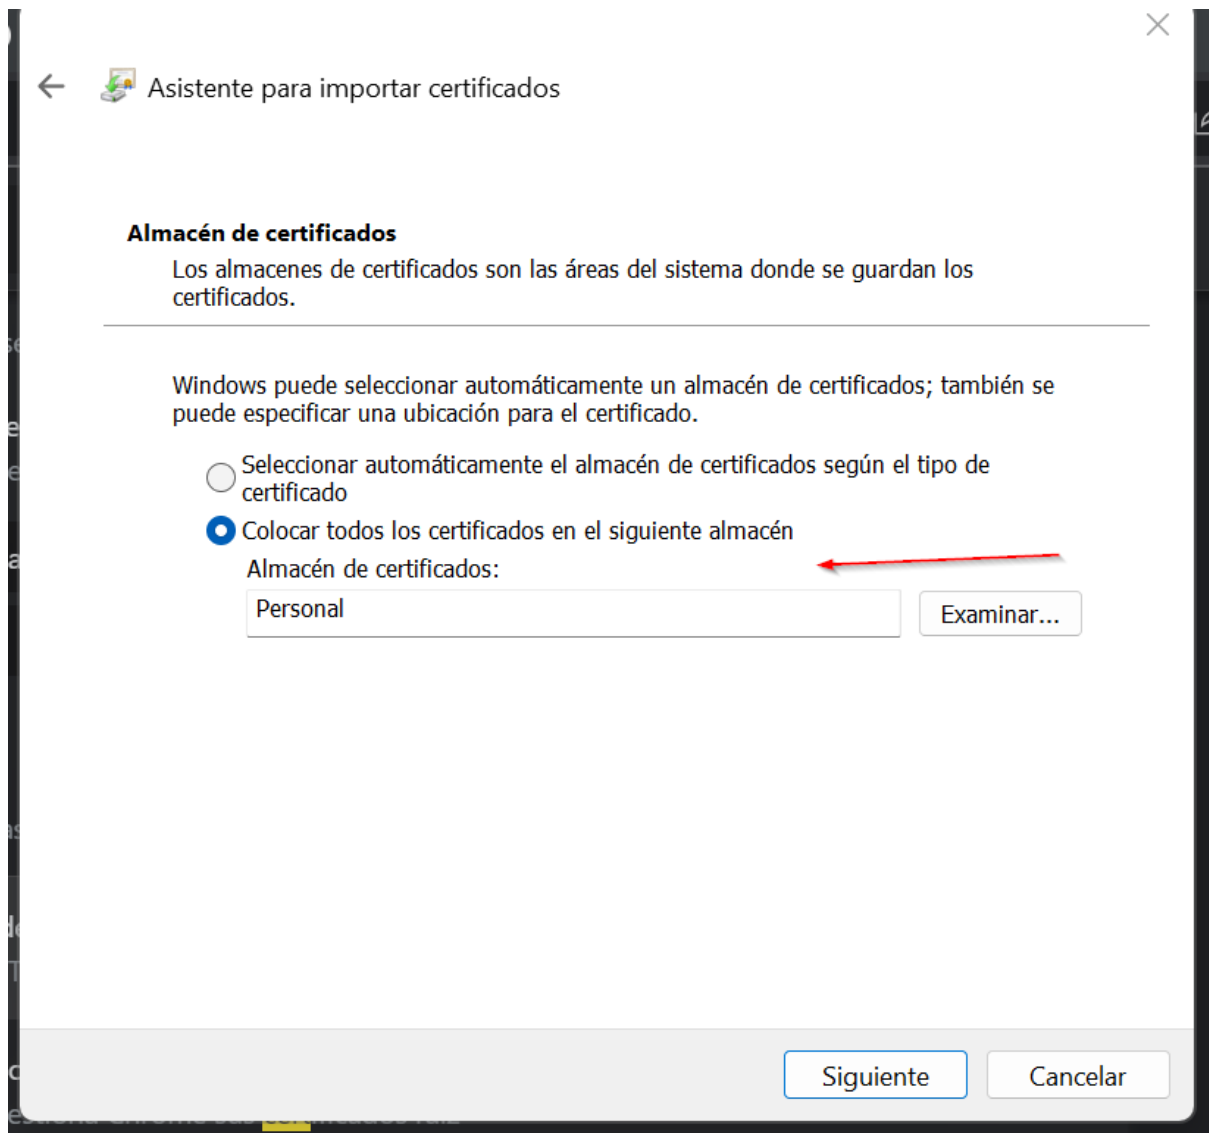 Asistente para importar certificados
Almacén de certificados
Los almacenes de certificados son las áreas del sistema donde se guardan los
certificados.
Windows puede seleccionar automáticamente un almacén de certificados; también se
puede especificar una ubicación para el certificado.
Seleccionar automáticamente el almacén de certificados según el tipo de
certificado
Colocar todos los certificados en el siguiente almacén
Almacén de certificados:
Personal
Examinar...
Siguiente
Cancelar